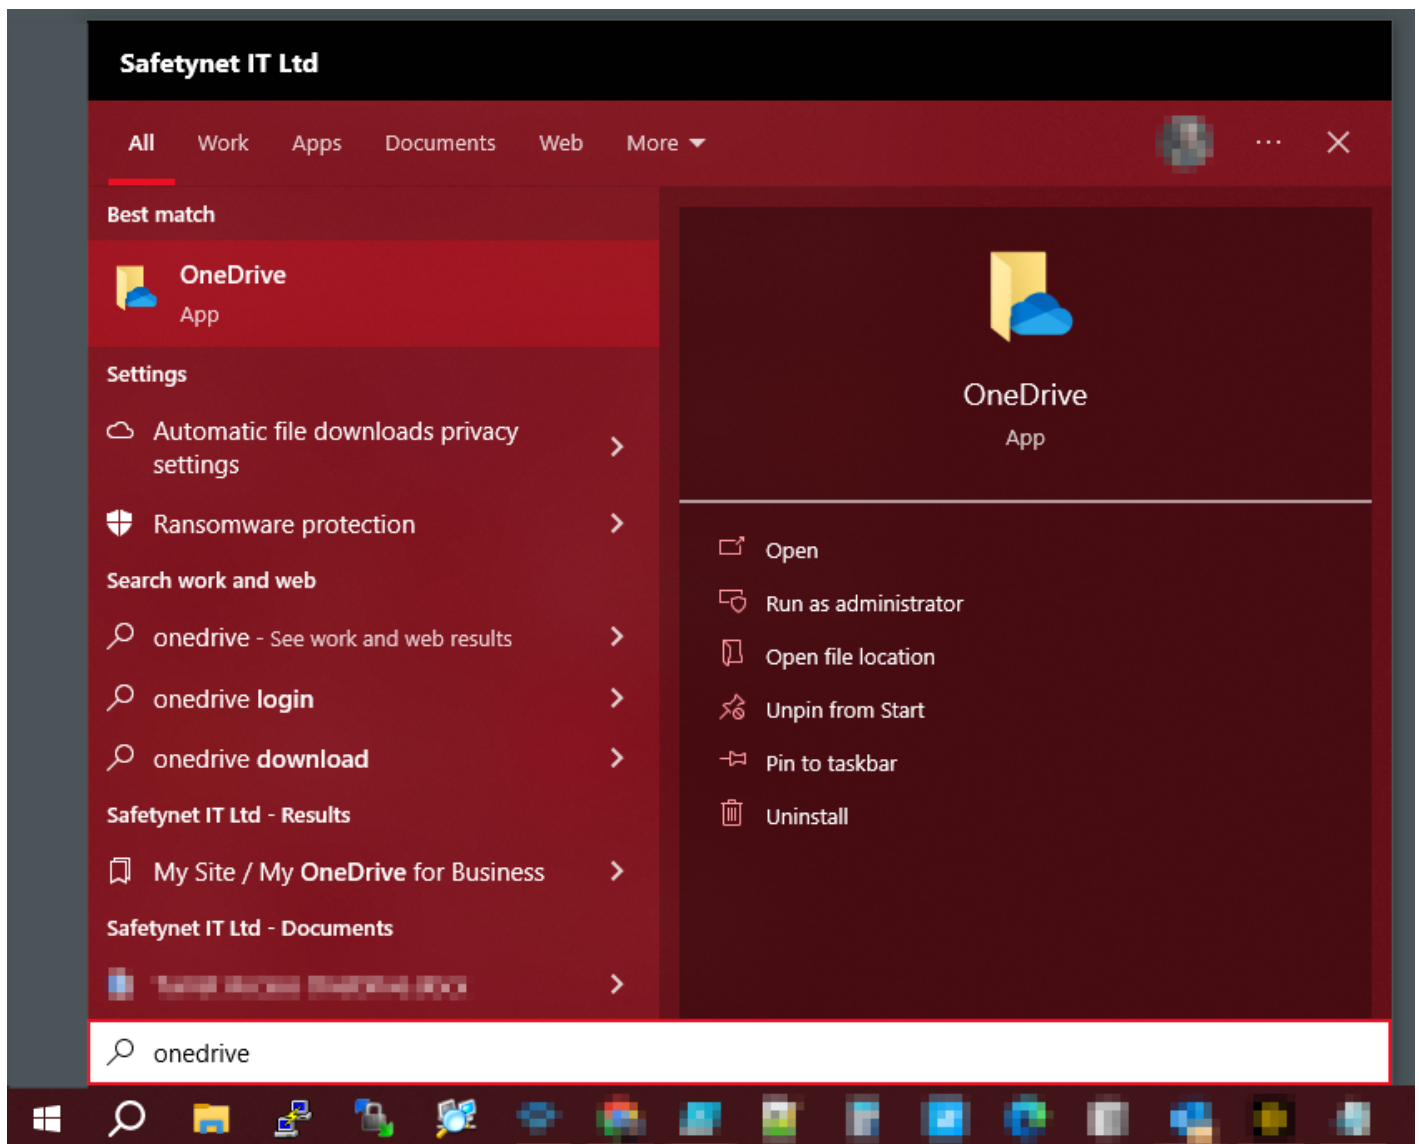 Safetynet IT Ltd
All Work Apps Documents Web More
Best match
OneDrive
App
Settings
Automatic file downloads privacy
settings
Ransomware protection
Search work and web
onedrive - See work and web results
onedrive login
onedrive download
Safetynet IT Ltd - Results
My Site / My OneDrive for Business
Safetynet IT Ltd - Documents
onedrive
OneDrive
App
Open
Run as administrator
Open file location
Unpin from Start
Pin to taskbar
Uninstall